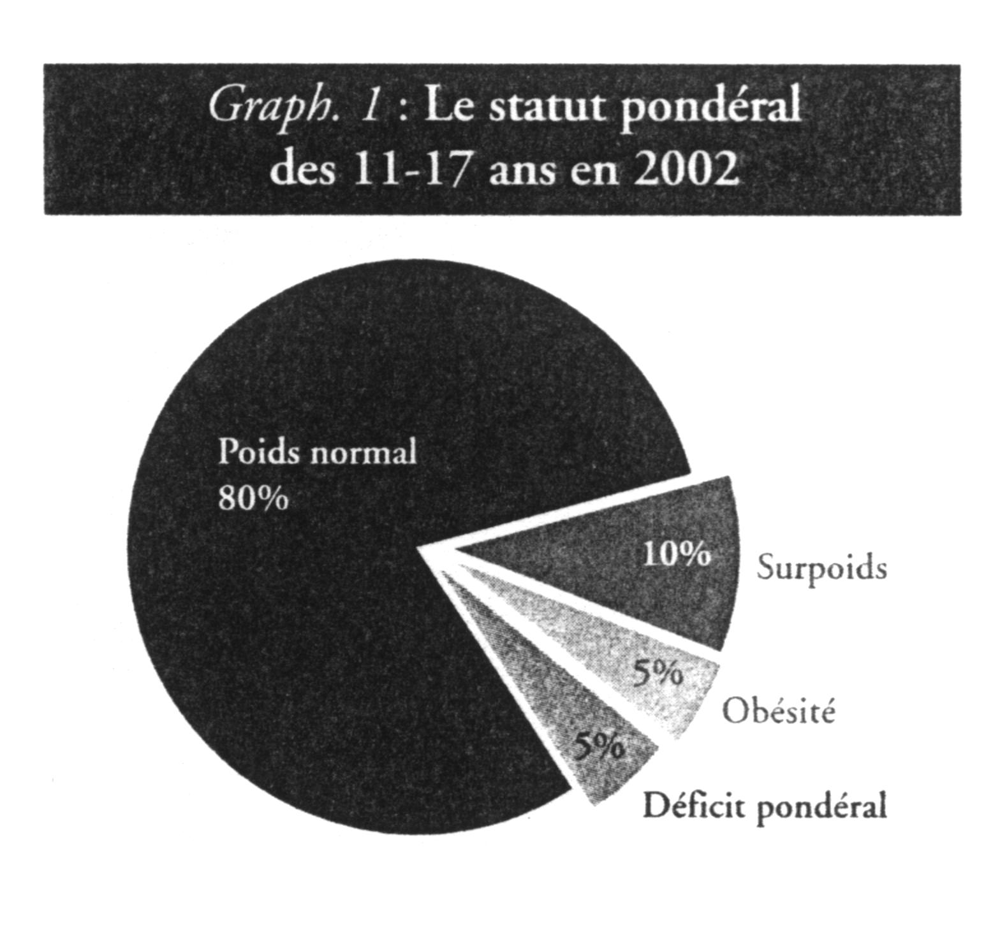 Graph. 1 : Le statut pondéral
des 11-17 ans en 2002
Poids normal
80%
10%
Surpoids
5%
Obésité
5%
Déficit pondéral